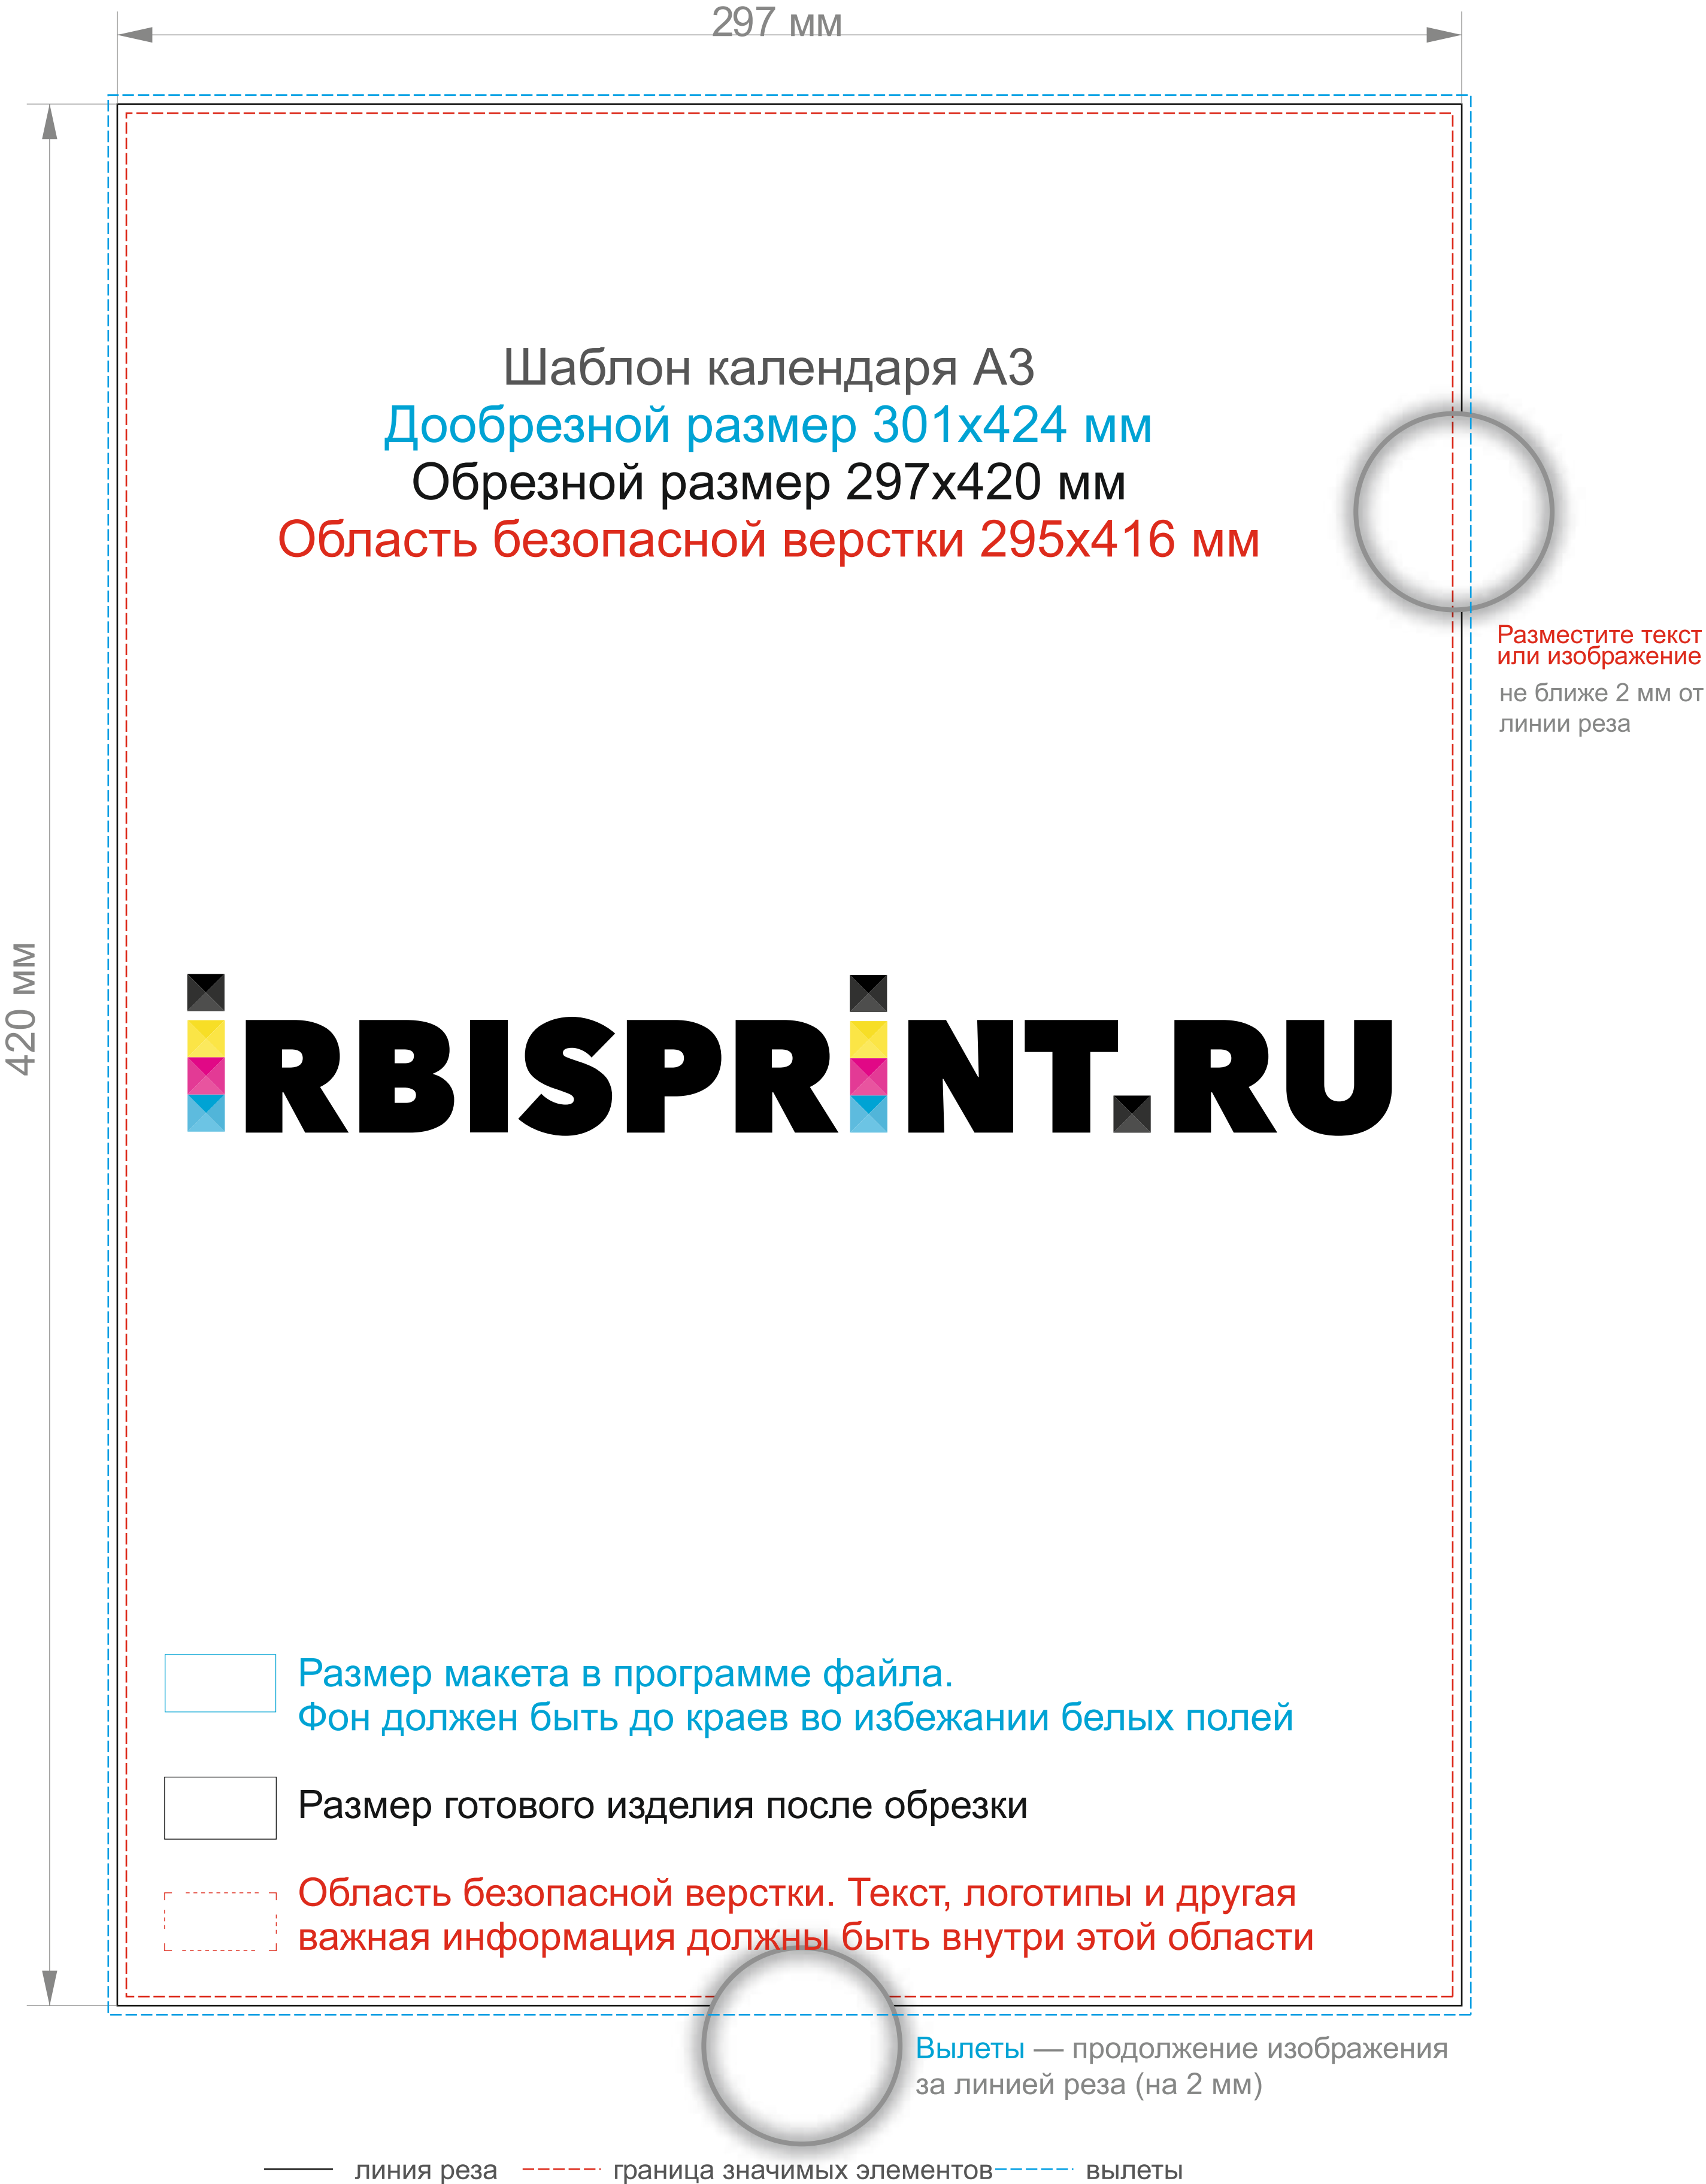 297 мм
Шаблон календаря А3
Дообрезной размер 301х424 мм
Обрезной размер 297х420 мм
Область безопасной верстки 295х416 мм
Разместите текст
или изображение
не ближе 2 мм от
линии реза
420 мм
iRBISPRiNT.RU
Размер макета в программе файла.
Фон должен быть до краев во избежании белых полей
Размер готового изделия после обрезки
Область безопасной верстки. Текст, логотипы и другая
важная информация должны быть внутри этой области
Вылеты — продолжение изображения
за линией реза (на 2 мм)
линия реза граница значимых элементов вылеты